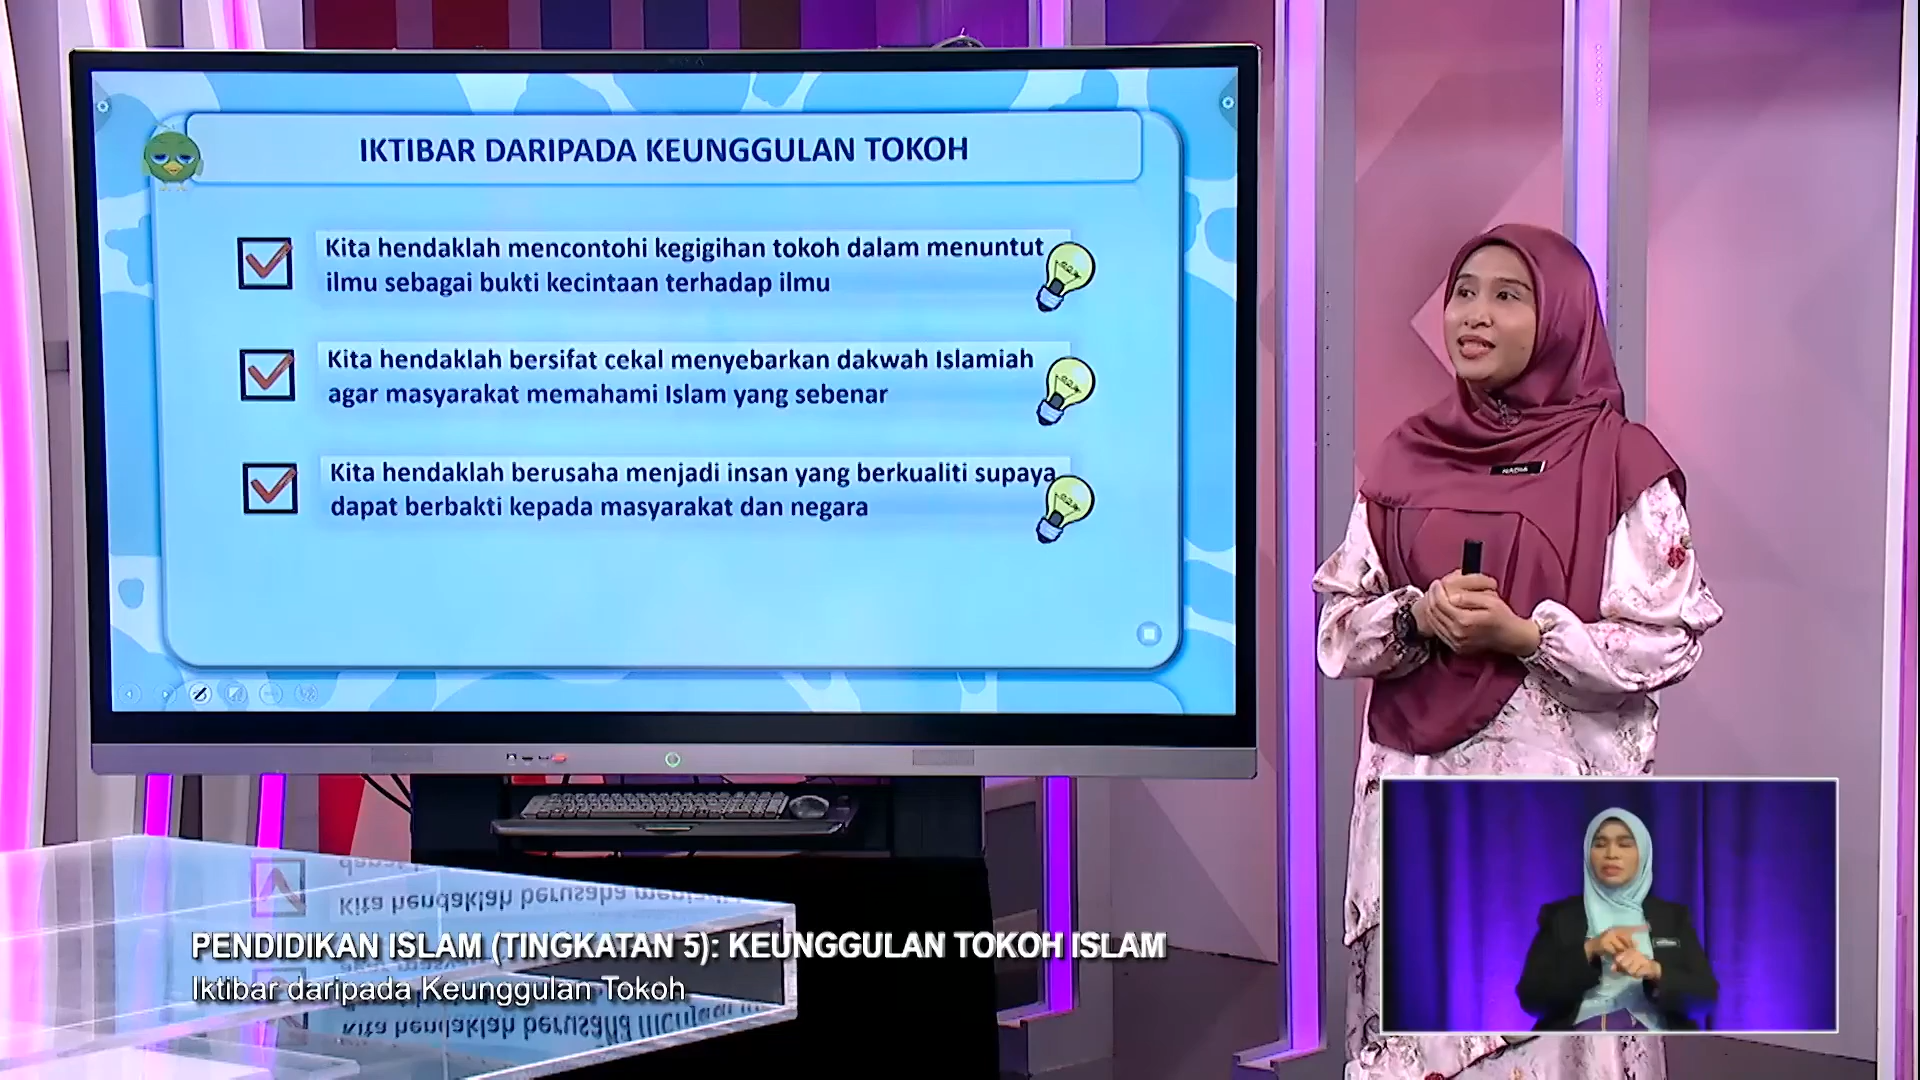 IKTIBAR DARIPADA KEUNGGULAN TOKOH
Kita hendaklah mencontohi kegigihan tokoh dalam menuntut
ilmu sebagai bukti kecintaan terhadap ilmu
Kita hendaklah bersifat cekal menyebarkan dakwah Islamiah
agar masyarakat memahami Islam yang sebenar
Kita hendaklah berusaha menjadi insan yang berkualiti supaya
dapat berbakti kepada masyarakat dan negara
PENDIDIKAN ISLAM (TINGKATAN 5): KEUNGGULAN TOKOH ISLAM
Iktibar daripada Keunggulan Tokoh